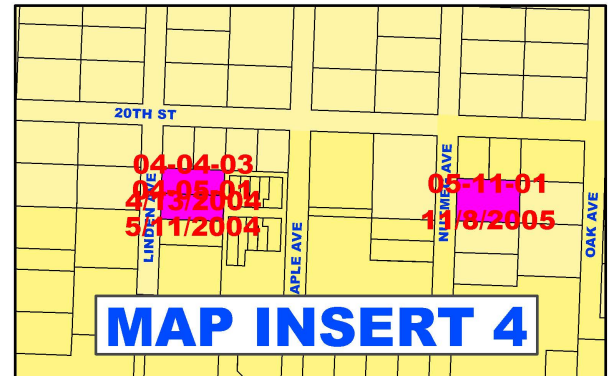 20TH ST
04-04-03
04-05-01
4/13/2004
5/11/2004
LINDEN AVE
APLE AVE
AVE
05-11-01
11/8/2005
OAK AVE
MAP INSERT 4